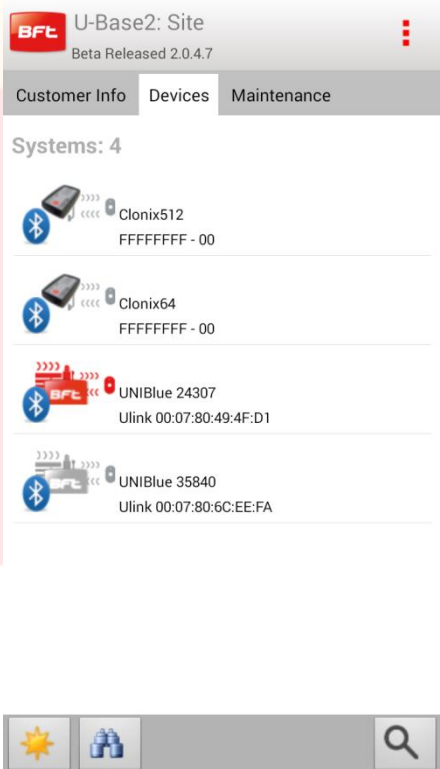 BFT
U-Base2: Site
Beta Released 2.0.4.7
Customer Info Devices Maintenance
Systems: 4
Clonix512
FFFFFFFF - 00
Clonix64
FFFFFFFF - 00
BFT
UNIBlue 24307
Ulink 00:07:80:49:4F:D1
BFT
UNIBlue 35840
Ulink 00:07:80:6C:EE:FA